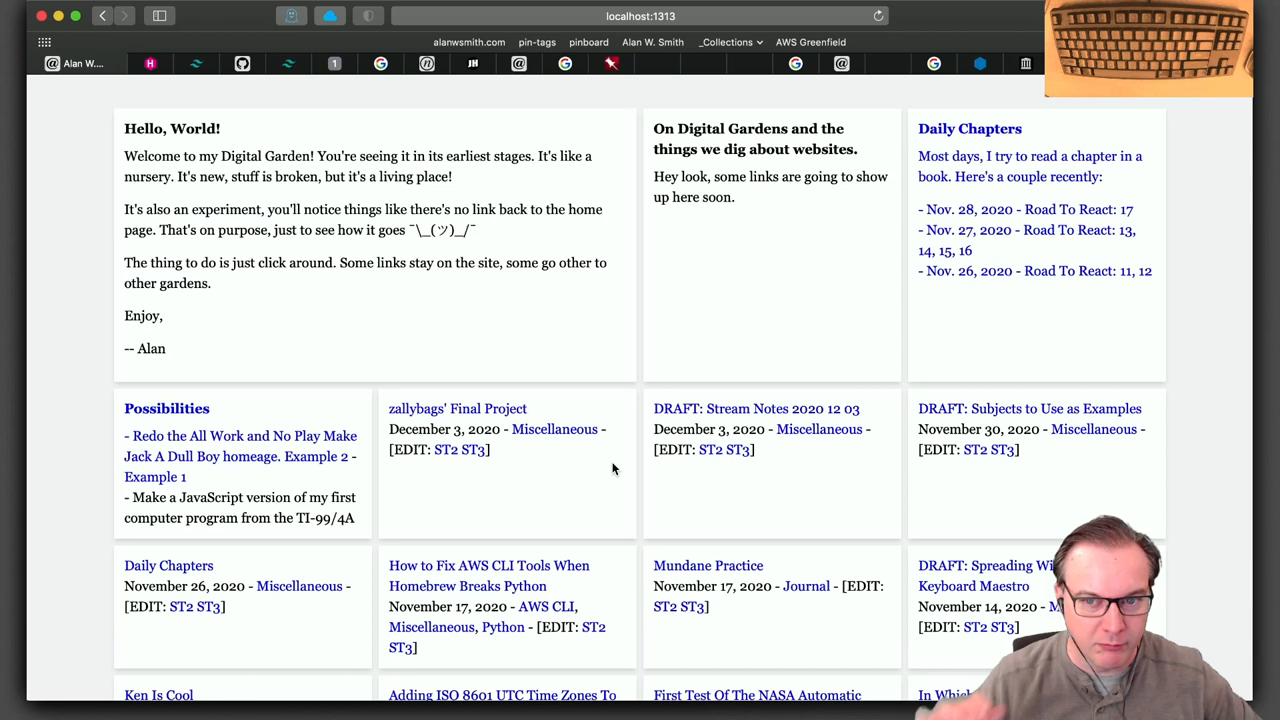 localhost:1313
alanwsmith.com pin-tags pinboard Alan W. Smith _Collections AWS Greenfield
Alan W....
Hello, World!
Welcome to my Digital Garden! You're seeing it in its earliest stages. It's like a
nursery. It's new, stuff is broken, but it's a living place!
It's also an experiment, you'll notice things like there's no link back to the home
page. That's on purpose, just to see how it goes ¯\_(ツ)_/¯
The thing to do is just click around. Some links stay on the site, some go other to
other gardens.
Enjoy,
-- Alan
On Digital Gardens and the
things we dig about websites.
Hey look, some links are going to show
up here soon.
Daily Chapters
Most days, I try to read a chapter in a
book. Here's a couple recently:
- Nov. 28, 2020 - Road To React: 17
- Nov. 27, 2020 - Road To React: 13,
14, 15, 16
- Nov. 26, 2020 - Road To React: 11, 12
Possibilities
- Redo the All Work and No Play Make
Jack A Dull Boy homeage. Example 2 -
Example 1
- Make a JavaScript version of my first
computer program from the TI-99/4A
zallybags' Final Project
December 3, 2020 - Miscellaneous -
[EDIT: ST2 ST3]
DRAFT: Stream Notes 2020 12 03
December 3, 2020 - Miscellaneous -
[EDIT: ST2 ST3]
DRAFT: Subjects to Use as Examples
November 30, 2020 - Miscellaneous -
[EDIT: ST2 ST3]
Daily Chapters
November 26, 2020 - Miscellaneous -
[EDIT: ST2 ST3]
How to Fix AWS CLI Tools When
Homebrew Breaks Python
November 17, 2020 - AWS CLI,
Miscellaneous, Python - [EDIT: ST2
ST3]
Mundane Practice
November 17, 2020 - Journal - [EDIT:
ST2 ST3]
DRAFT: Spreading
Keyboard Maestro
November 14, 2020 -
[EDIT: ST2 ST3]
Ken Is Cool
Adding ISO 8601 UTC Time Zones To
First Test Of The NASA Automatic
In Which